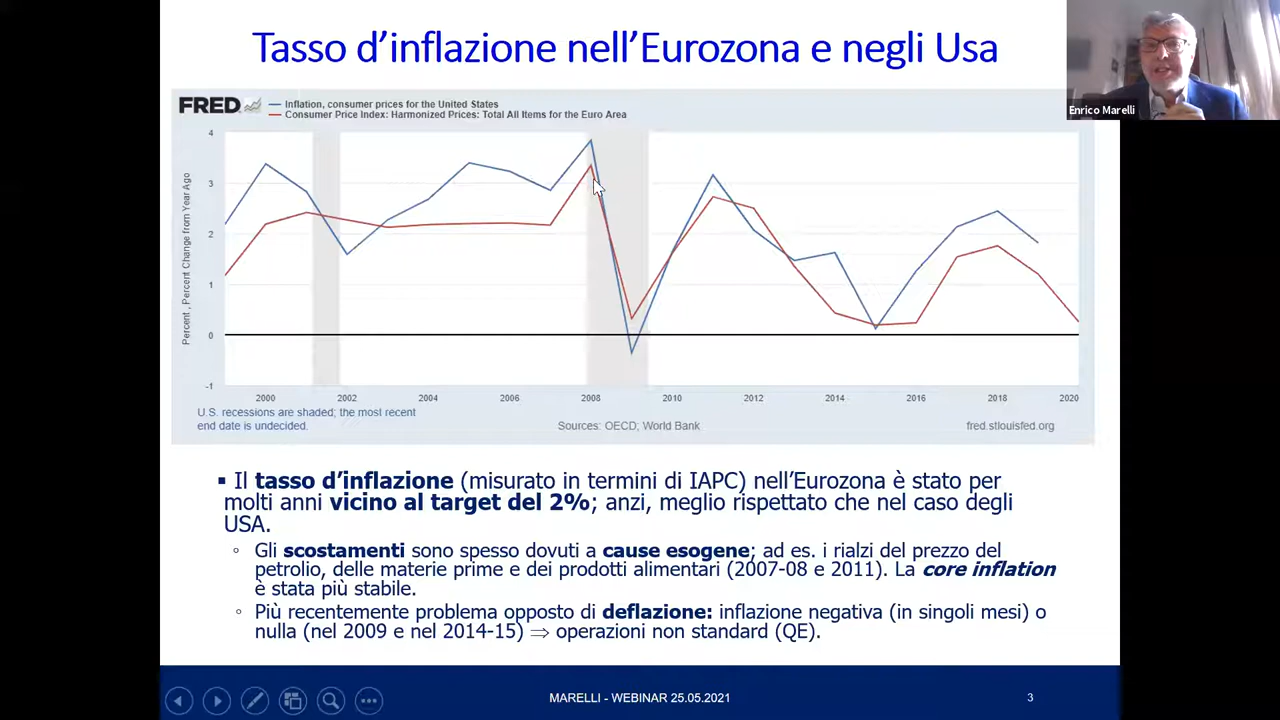 Tasso d’inflazione nell’Eurozona e negli Usa
Enrico Marelli
FRED
Inflation, consumer prices for the United States
Consumer Price Index: Harmonized Prices: Total All Items for the Euro Area
Percent , Percent Change from Year Ago
4
3
2
1
0
-1
2000 2002 2004 2006 2008 2010 2012 2014 2016 2018 2020
U.S. recessions are shaded; the most recent
end date is undecided.
Sources: OECD; World Bank
fred.stlouisfed.org
▪ Il tasso d’inflazione (misurato in termini di IAPC) nell’Eurozona è stato per
molti anni vicino al target del 2%; anzi, meglio rispettato che nel caso degli
USA.
◦ Gli scostamenti sono spesso dovuti a cause esogene; ad es. i rialzi del prezzo del
petrolio, delle materie prime e dei prodotti alimentari (2007-08 e 2011). La core inflation
è stata più stabile.
◦ Più recentemente problema opposto di deflazione: inflazione negativa (in singoli mesi) o
nulla (nel 2009 e nel 2014-15) ⇒ operazioni non standard (QE).
MARELLI - WEBINAR 25.05.2021
3